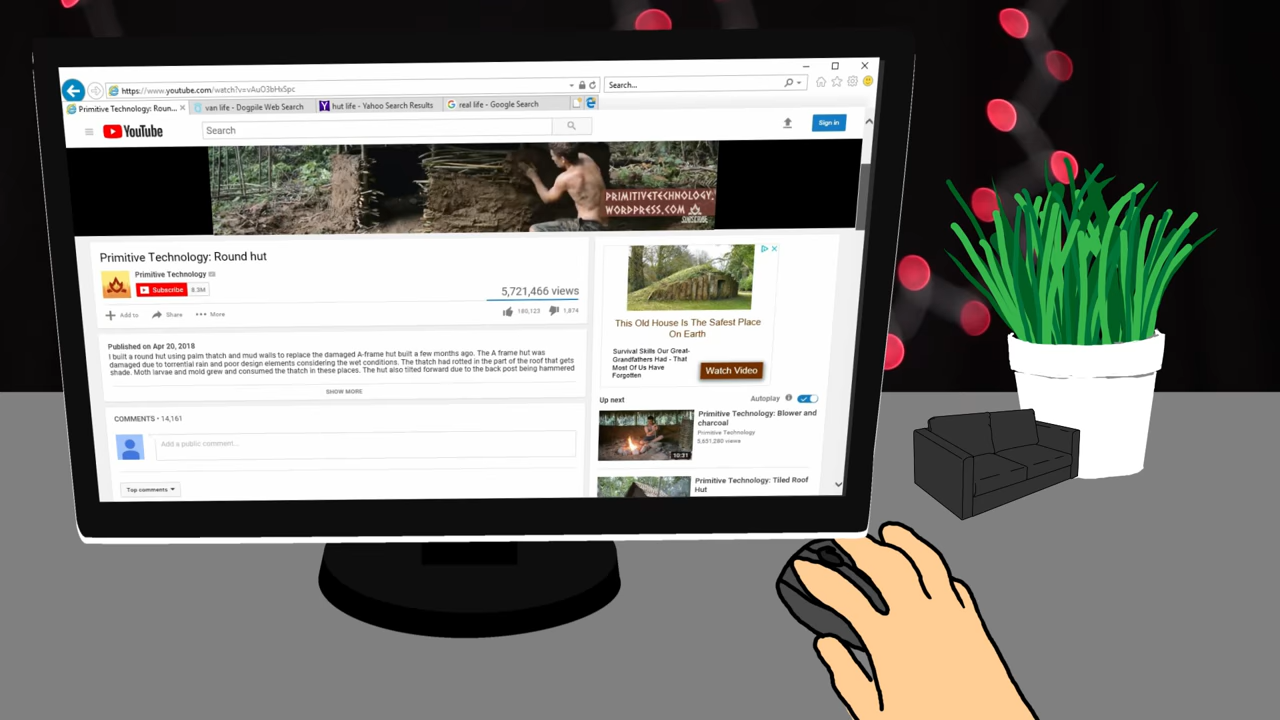 https://www.youtube.com/watch?v=vAuO3bHxSpc
Search...
Primitive Technology: Roun...
van life - Dogpile Web Search
hut life - Yahoo Search Results
real life - Google Search
YouTube
Search
Sign in
PRIMITIVETECHNOLOGY.
WORDPRESS.COM
SUBSCRIBE
Primitive Technology: Round hut
Primitive Technology
Subscribe 8.3M
5,721,466 views
Add to Share More
180,123 1,874
Published on Apr 20, 2018
I built a round hut using palm thatch and mud walls to replace the damaged A-frame hut built a few months ago. The A frame hut was
damaged due to torrential rain and poor design elements considering the wet conditions. The thatch had rotted in the part of the roof that gets
shade. Moth larvae and mold grew and consumed the thatch in these places. The hut also tilted forward due to the back post being hammered
SHOW MORE
COMMENTS • 14,161
Add a public comment...
Top comments
This Old House Is The Safest Place
On Earth
Survival Skills Our Great-
Grandfathers Had - That
Most Of Us Have
Forgotten
Watch Video
Up next
Autoplay
Primitive Technology: Blower and
charcoal
Primitive Technology
5,651,280 views
10:31
Primitive Technology: Tiled Roof
Hut